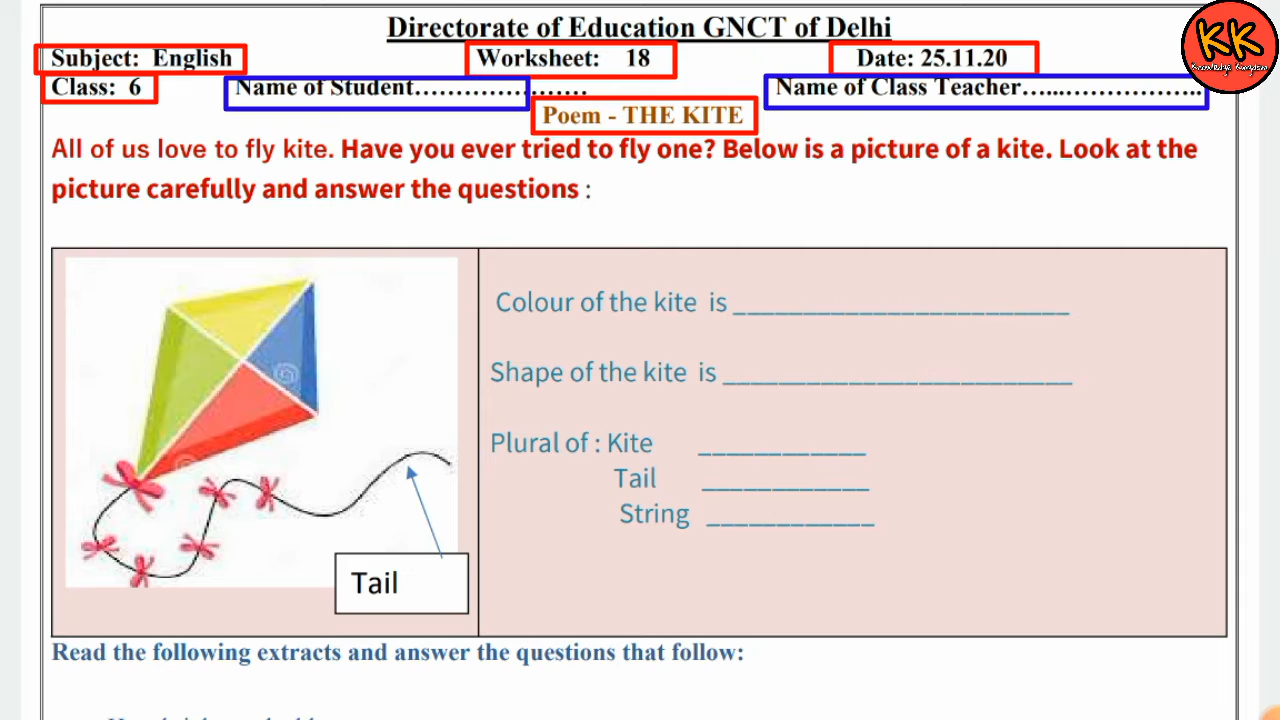 Directorate of Education GNCT of Delhi
KK
Knowledge Kingdom
Subject: English Worksheet: 18 Date: 25.11.20
Class: 6 Name of Student………………… Name of Class Teacher…...…………….
Poem - THE KITE
All of us love to fly kite. Have you ever tried to fly one? Below is a picture of a kite. Look at the
picture carefully and answer the questions :
Colour of the kite is ________________________
Shape of the kite is _________________________
Plural of : Kite ____________
Tail ____________
String ____________
Tail
Read the following extracts and answer the questions that follow: